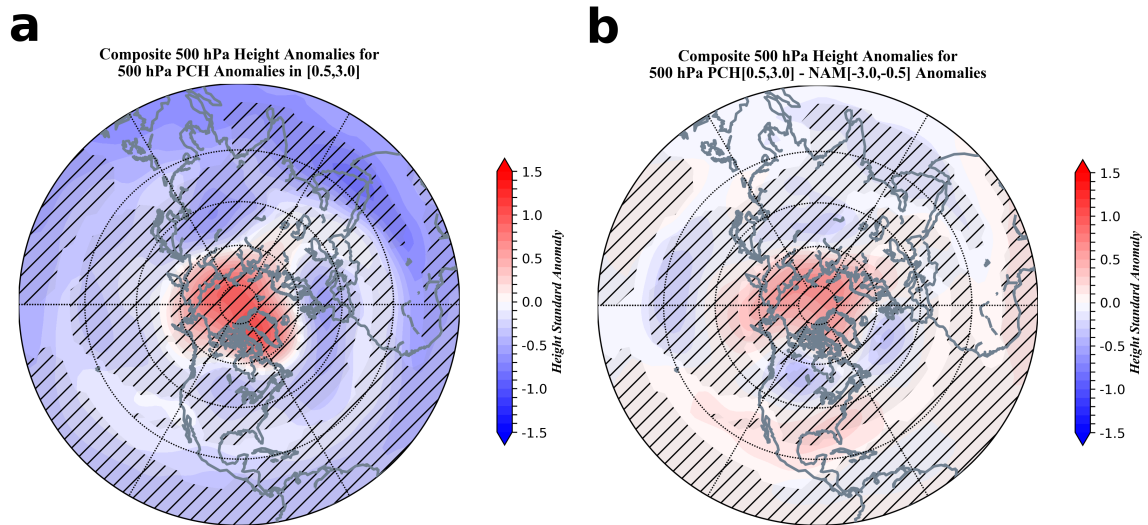 a
Composite 500 hPa Height Anomalies for
500 hPa PCH Anomalies in [0.5,3.0]
1.5
1.0
0.5
0.0
-0.5
-1.0
-1.5
Height Standard Anomaly
b
Composite 500 hPa Height Anomalies for
500 hPa PCH[0.5,3.0] - NAM[-3.0,-0.5] Anomalies
1.5
1.0
0.5
0.0
-0.5
-1.0
-1.5
Height Standard Anomaly